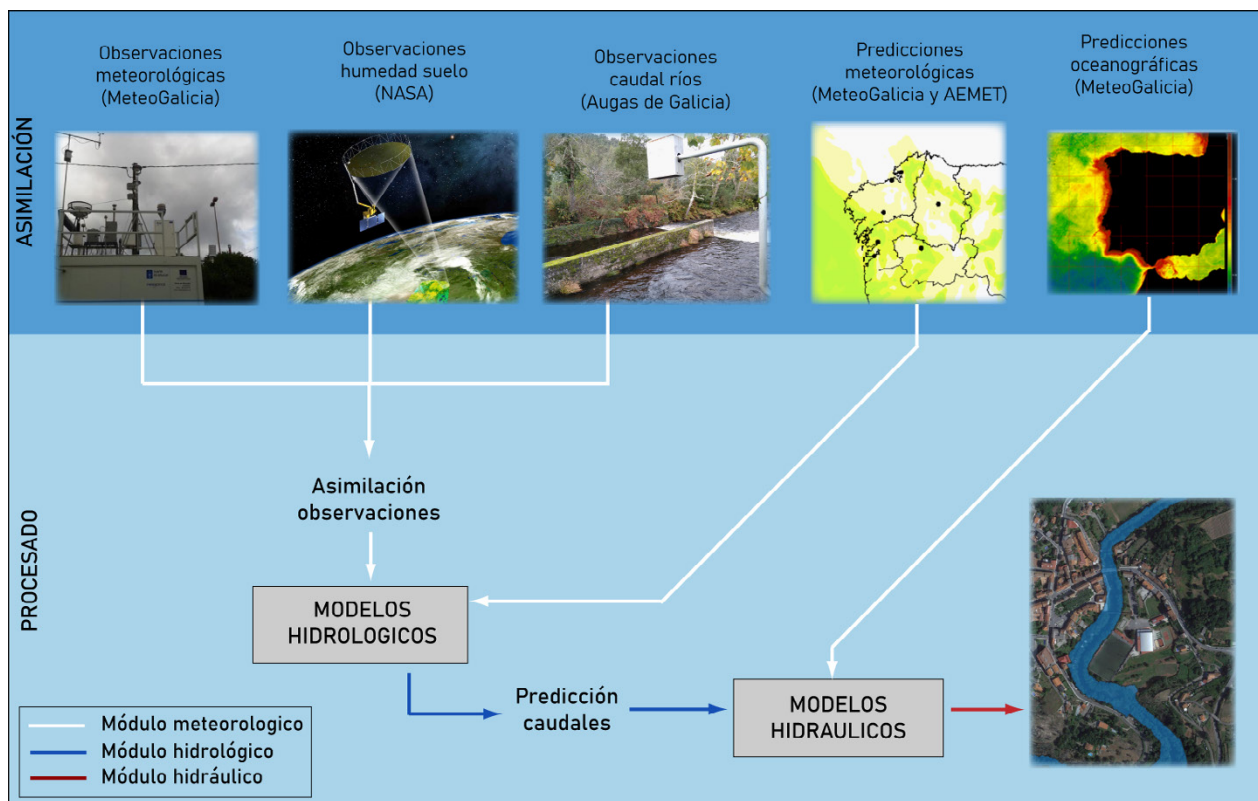 Observaciones
meteorológicas
(MeteoGalicia)
Observaciones
humedad suelo
(NASA)
Observaciones
caudal ríos
(Augas de Galicia)
Predicciones
meteorológicas
(MeteoGalicia y AEMET)
Predicciones
oceanográficas
(MeteoGalicia)
ASIMILACIÓN
PROCESADO
Asimilación
observaciones
MODELOS
HIDROLOGICOS
Predicción
caudales
MODELOS
HIDRAULICOS
Módulo meteorologico
Módulo hidrológico
Módulo hidráulico